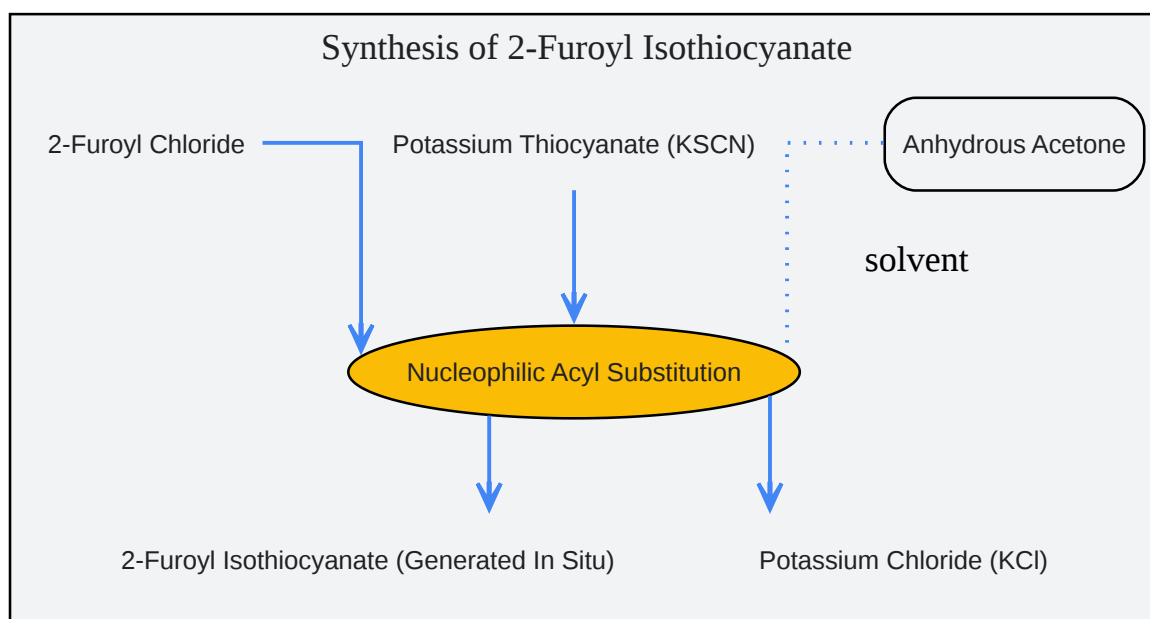 Synthesis of 2-Furoyl Isothiocyanate
2-Furoyl Chloride
Potassium Thiocyanate (KSCN)
Anhydrous Acetone
solvent
Nucleophilic Acyl Substitution
2-Furoyl Isothiocyanate (Generated In Situ)
Potassium Chloride (KCl)